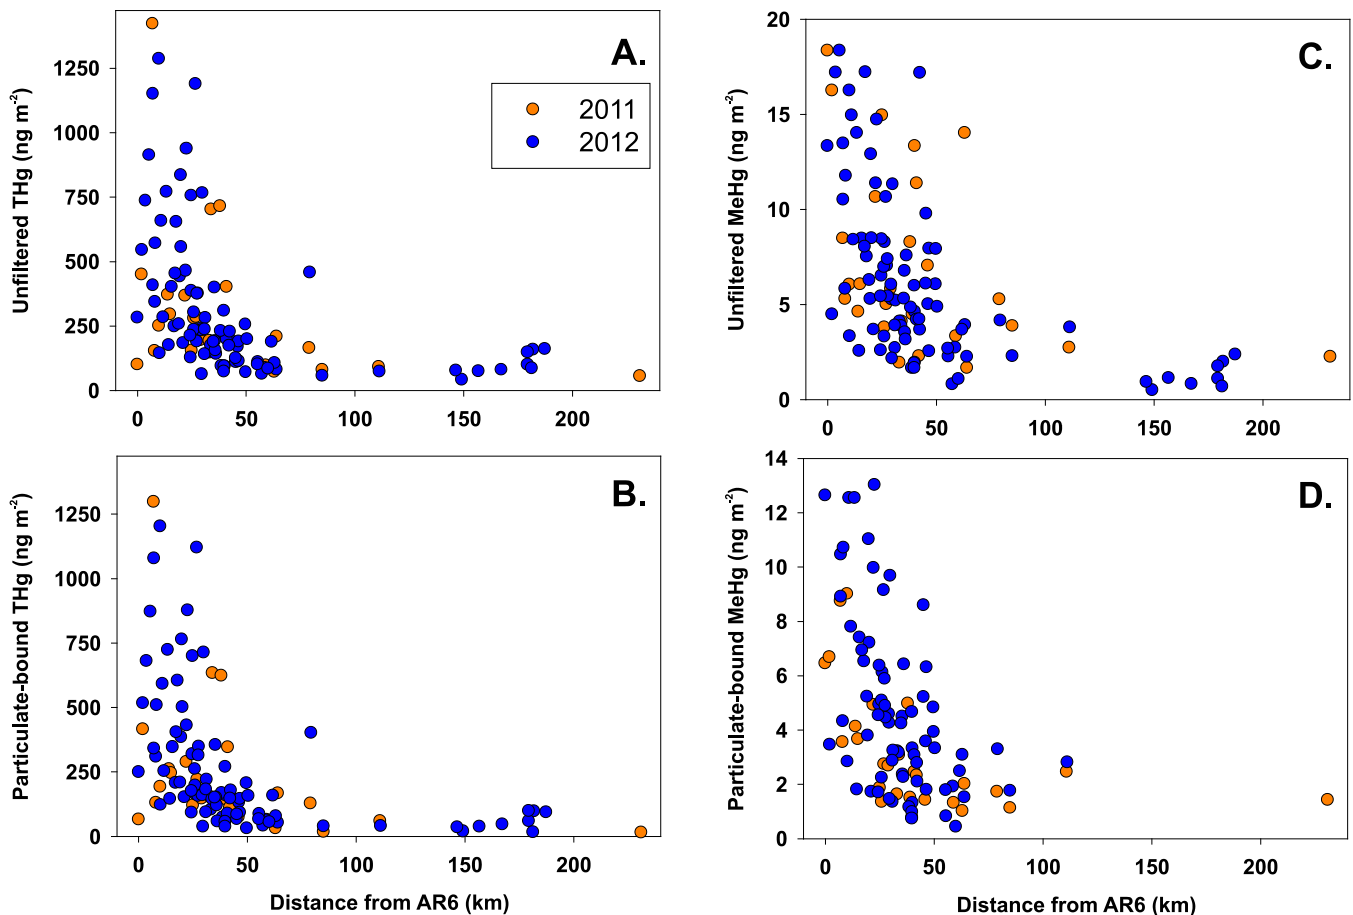 A.
2011
2012
Unfiltered THg (ng m-2)
1250
1000
750
500
250
0
0 50 100 150 200
C.
Unfiltered MeHg (ng m-2)
20
15
10
5
0
0 50 100 150 200
B.
Particulate-bound THg (ng m-2)
1250
1000
750
500
250
0
0 50 100 150 200
Distance from AR6 (km)
D.
Particulate-bound MeHg (ng m-2)
14
12
10
8
6
4
2
0
0 50 100 150 200
Distance from AR6 (km)